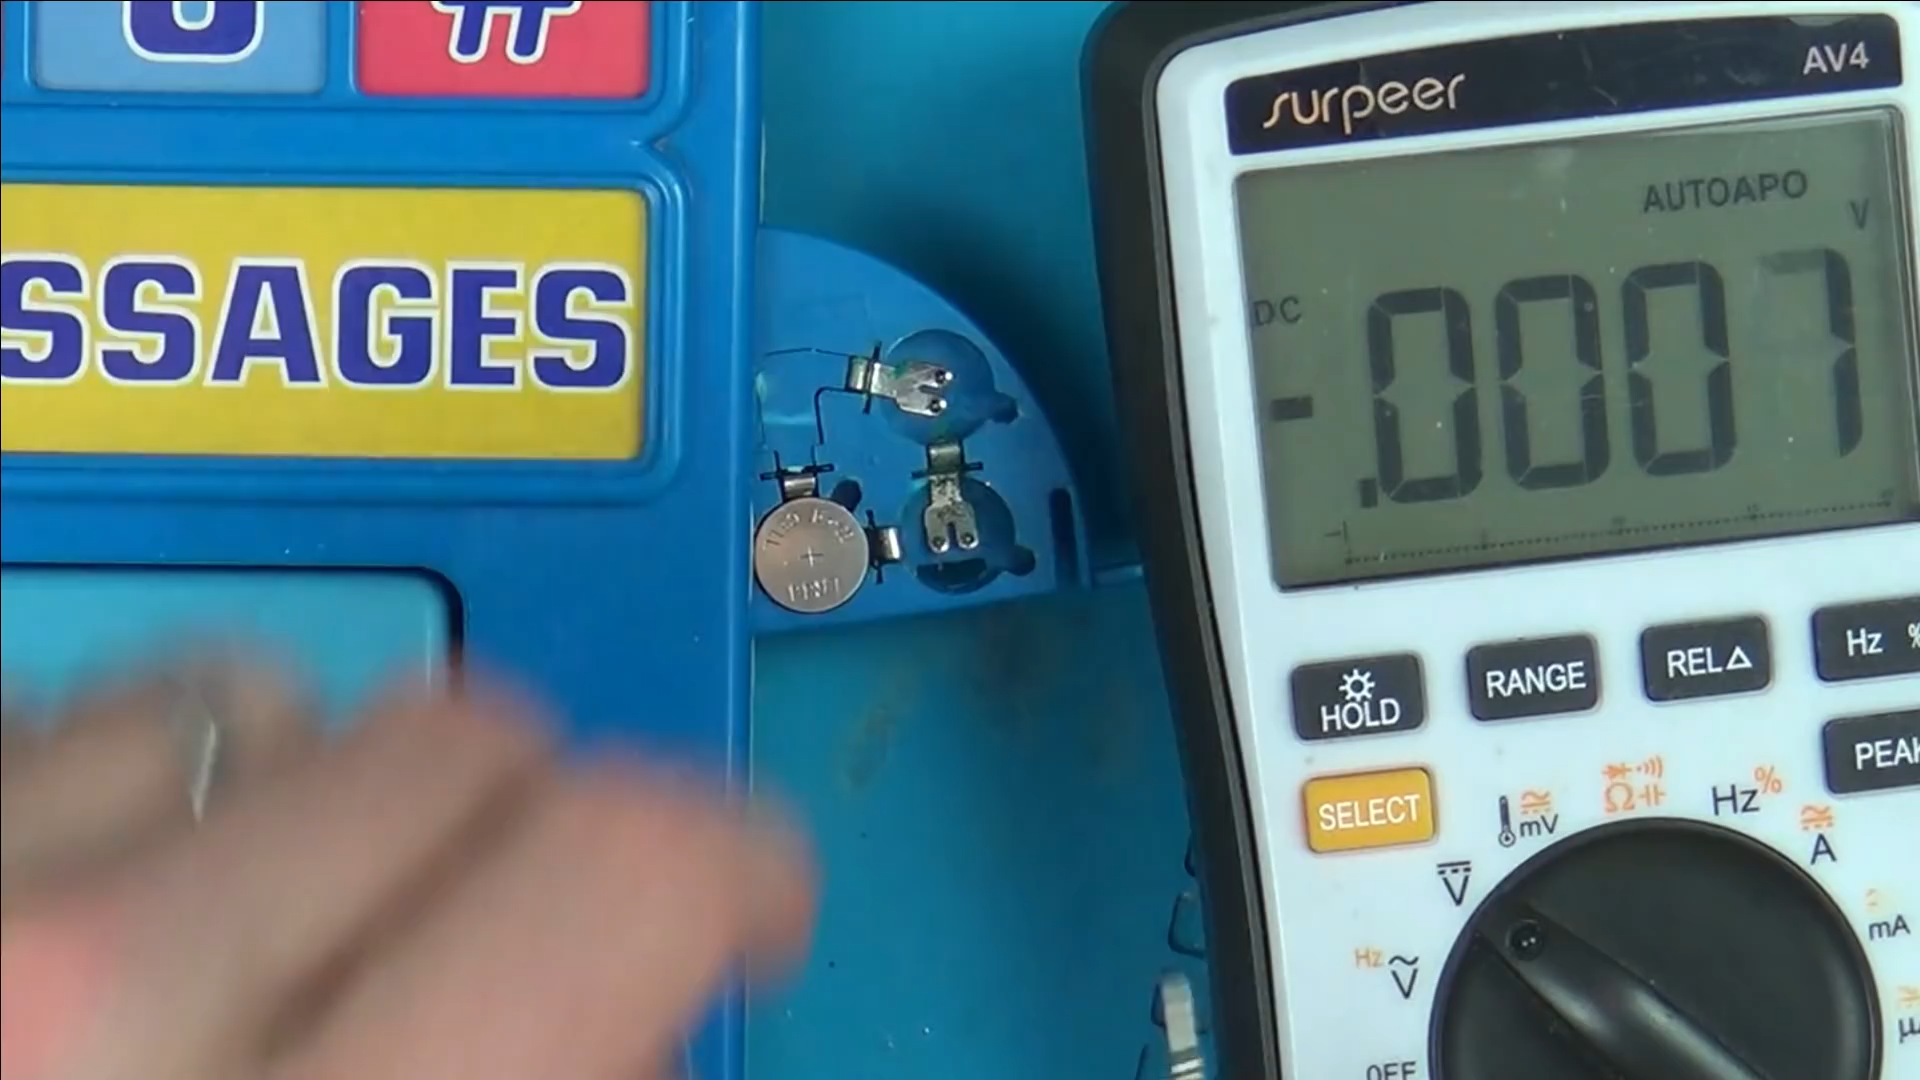 #
SSAGES
surpeer
AV4
AUTOAPO
V
DC
-.0007
HOLD
RANGE
REL△
Hz %
PEAK
SELECT
mV
Ω
Hz%
A
V
mA
Hz
V
μ
OFF
+